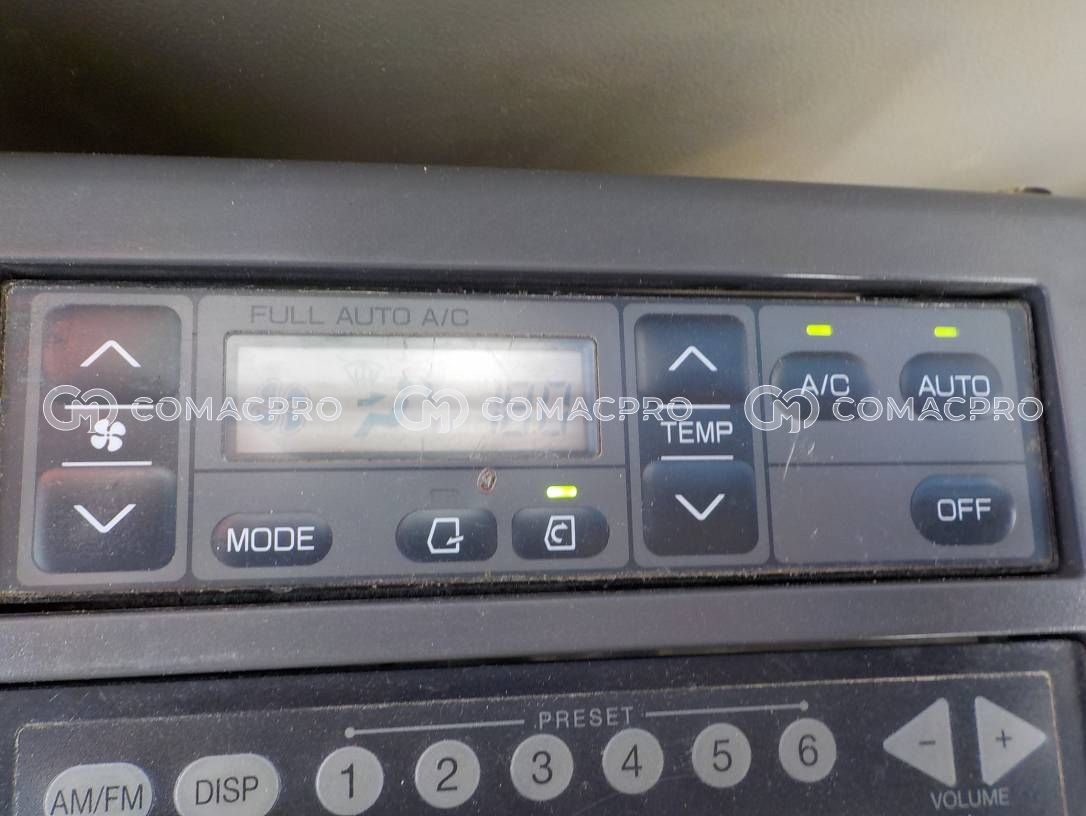 FULL AUTO A/C
A/C
AUTO
COMACPRO COMACPRO COMACPRO
TEMP
OFF
MODE
PRESET
AM/FM
DISP
1 2 3 4 5 6
- +
VOLUME